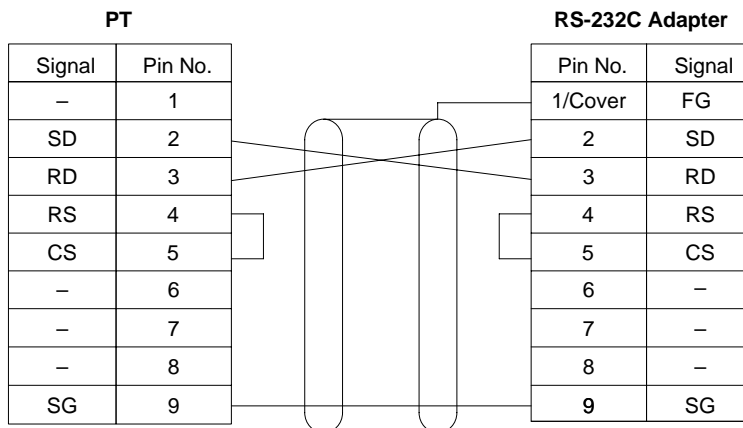 PT
RS-232C Adapter
Signal Pin No. Pin No. Signal
– 1 1/Cover FG
SD 2 2 SD
RD 3 3 RD
RS 4 4 RS
CS 5 5 CS
– 6 6 –
– 7 7 –
– 8 8 –
SG 9 9 SG